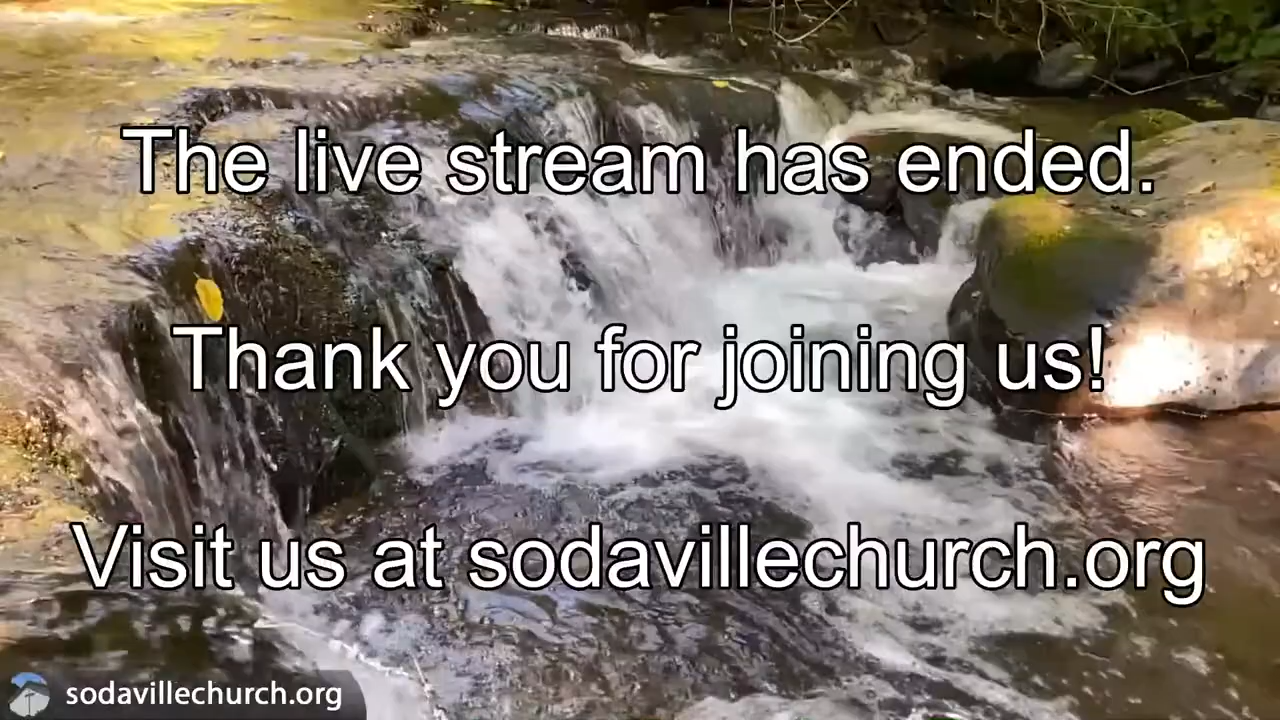 The live stream has ended.
Thank you for joining us!
Visit us at sodavillechurch.org
sodavillechurch.org